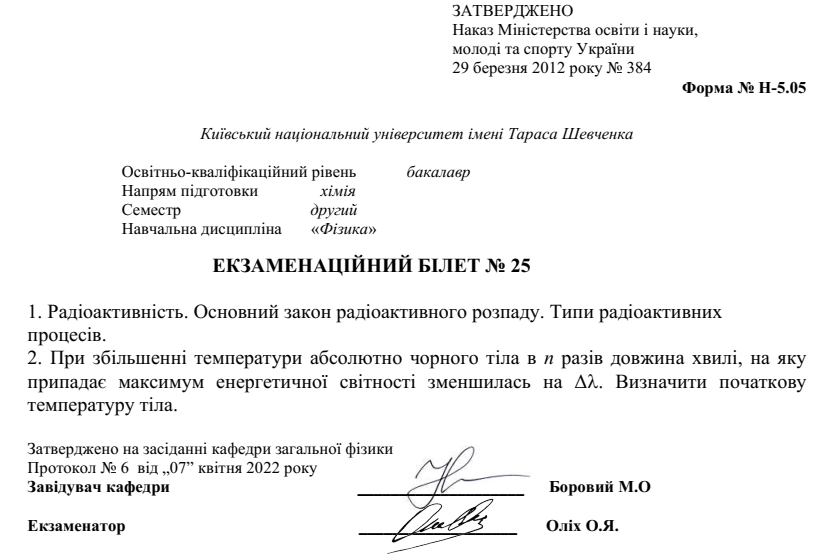 ЗАТВЕРДЖЕНО
Наказ Міністерства освіти і науки,
молоді та спорту України
29 березня 2012 року № 384
Форма № Н-5.05
Київський національний університет імені Тараса Шевченка
Освітньо-кваліфікаційний рівень бакалавр
Напрям підготовки хімія
Семестр другий
Навчальна дисципліна «Фізика»
ЕКЗАМЕНАЦІЙНИЙ БІЛЕТ № 25
1. Радіоактивність. Основний закон радіоактивного розпаду. Типи радіоактивних
процесів.
2. При збільшенні температури абсолютно чорного тіла в n разів довжина хвилі, на яку
припадає максимум енергетичної світності зменшилась на Δλ. Визначити початкову
температуру тіла.
Затверджено на засіданні кафедри загальної фізики
Протокол № 6 від „07” квітня 2022 року
Завідувач кафедри Боровий М.О
Екзаменатор Оліх О.Я.